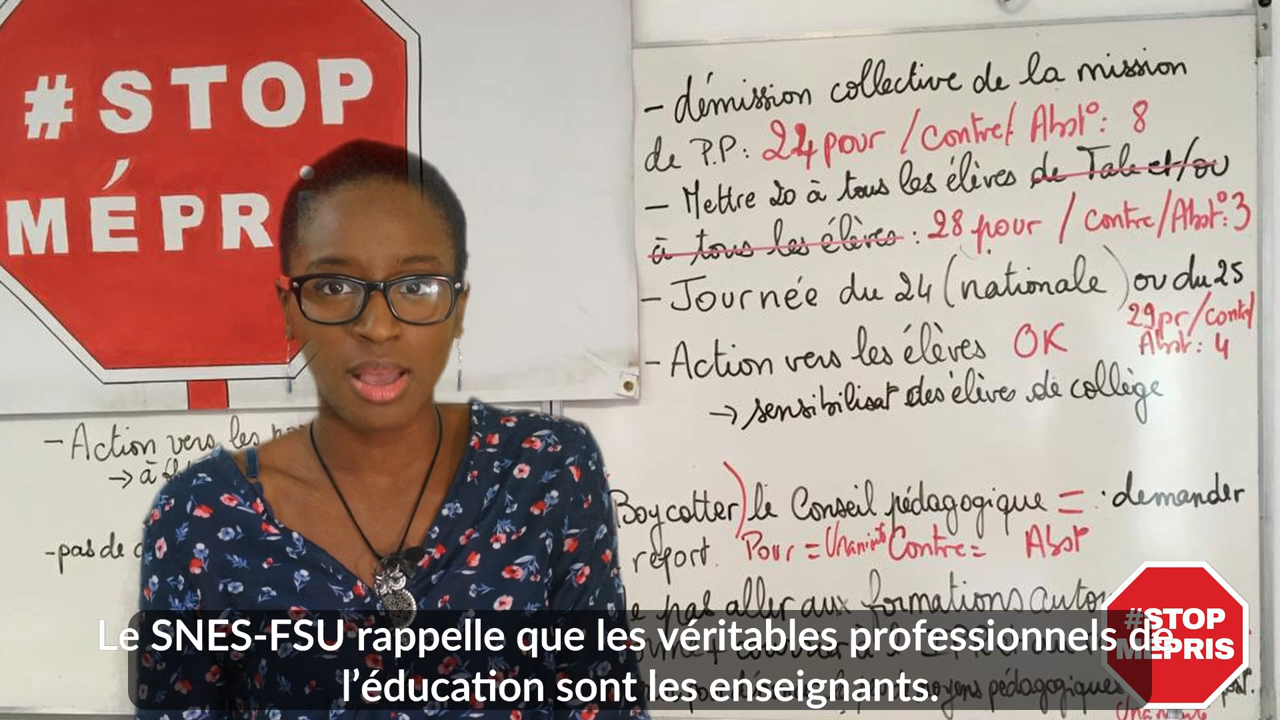 #STOP
MÉPR
- démission collective de la mission
de P.P: 24 pour / contre/ Abst°: 8
- Mettre 20 à tous les élèves de Tale et/ou
à tous les élèves : 28 pour / contre/Abst°: 3
- Journée du 24 (nationale) ou du 25
29 pr/contre/
Abst: 4
- Action vers les élèves OK
→ sensibilisat° des élèves de collège
- Action vers les
→ à
- pas de
Boycotter) le Conseil pédagogique = : demander
report. Pour = Unanimité Contre = Abst°
pas aller aux formations
pédagogiques
#STOP
MÉPRIS
Le SNES-FSU rappelle que les véritables professionnels de
l’éducation sont les enseignants.